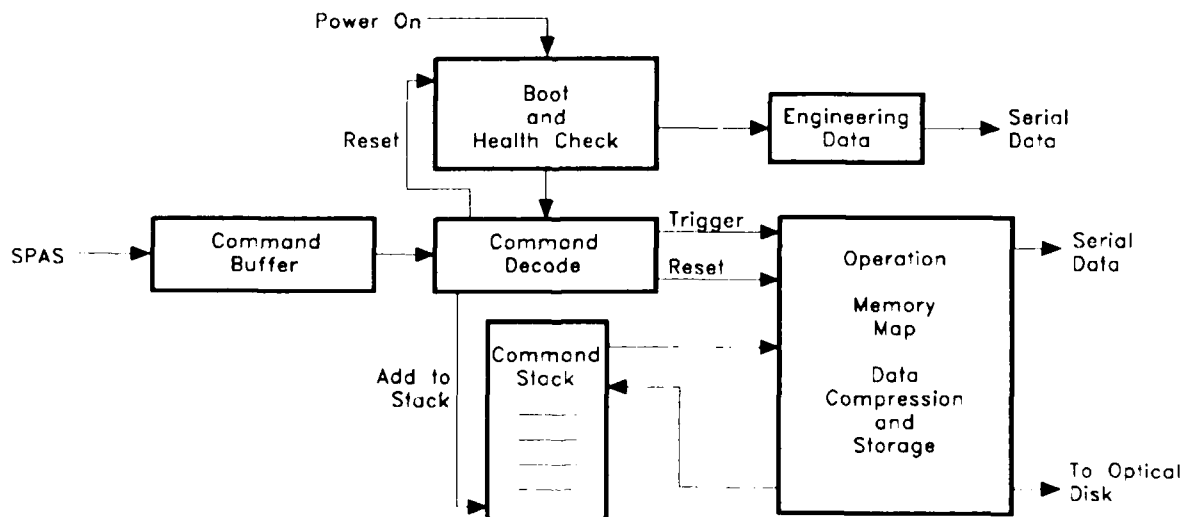 Power On
Boot
and
Health Check
Reset
Engineering
Data
Serial
Data
SPAS
Command
Buffer
Command
Decode
Trigger
Reset
Operation
Memory
Map
Data
Compression
and
Storage
Serial
Data
Add to
Stack
Command
Stack
To Optical
Disk